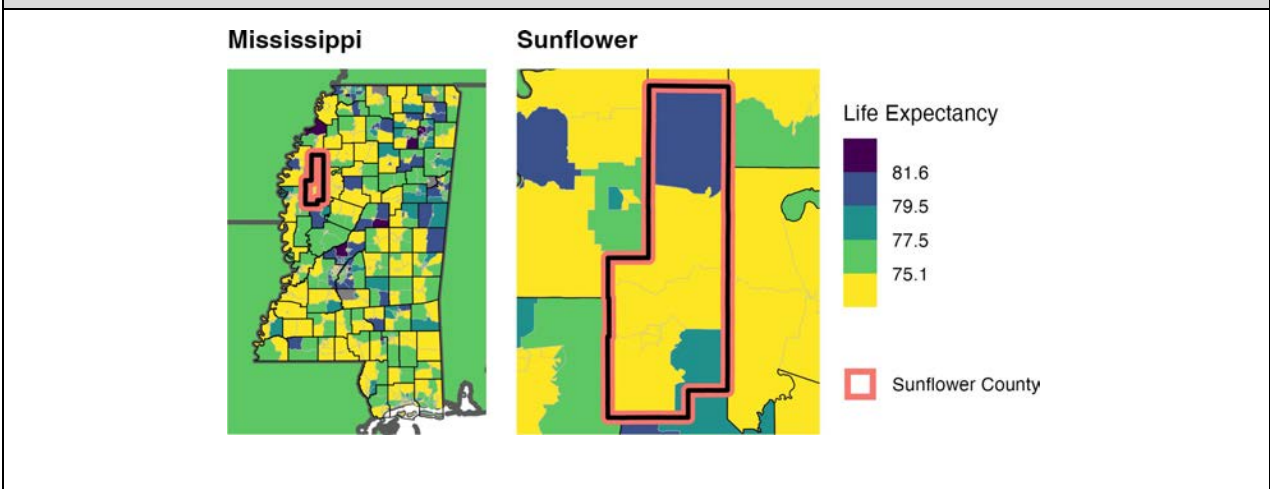 Mississippi
Sunflower
Life Expectancy
81.6
79.5
77.5
75.1
Sunflower County